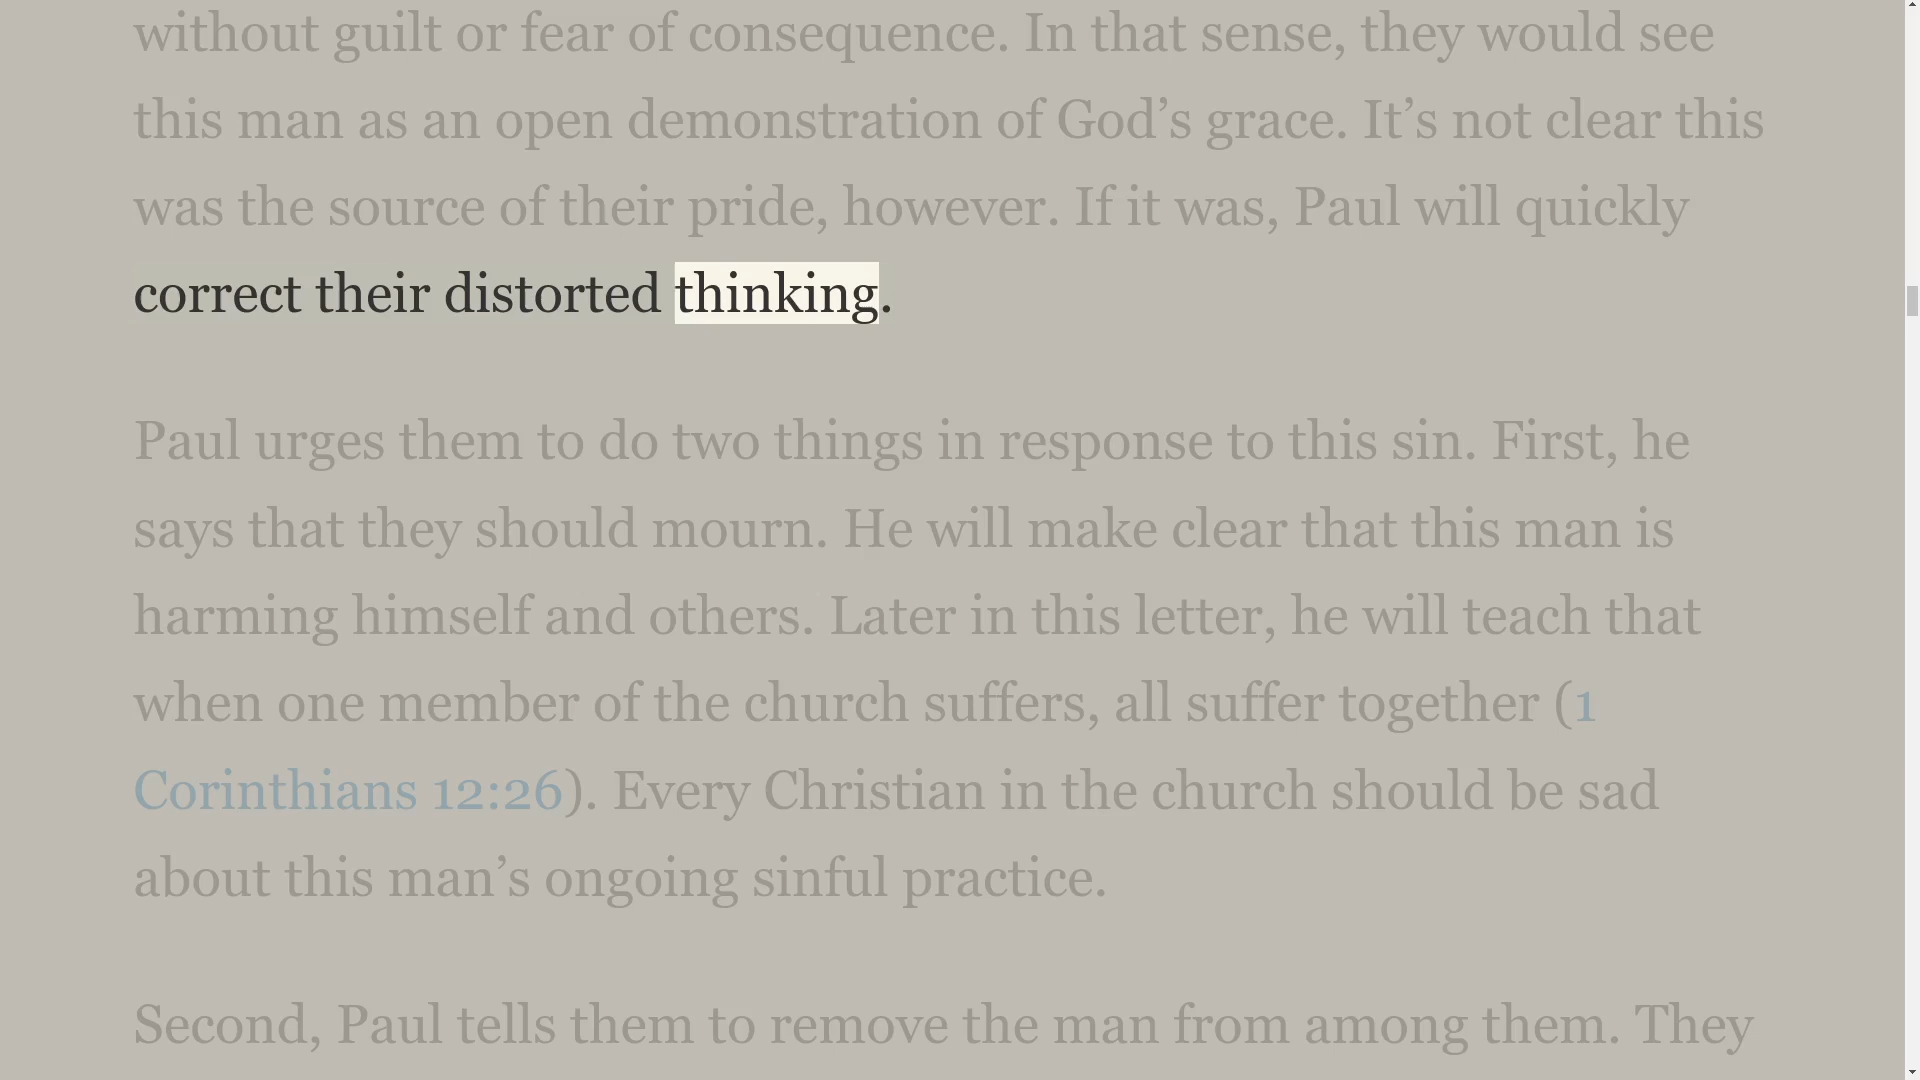 without guilt or fear of consequence. In that sense, they would see
this man as an open demonstration of God’s grace. It’s not clear this
was the source of their pride, however. If it was, Paul will quickly
correct their distorted thinking.
Paul urges them to do two things in response to this sin. First, he
says that they should mourn. He will make clear that this man is
harming himself and others. Later in this letter, he will teach that
when one member of the church suffers, all suffer together (1
Corinthians 12:26). Every Christian in the church should be sad
about this man’s ongoing sinful practice.
Second, Paul tells them to remove the man from among them. They